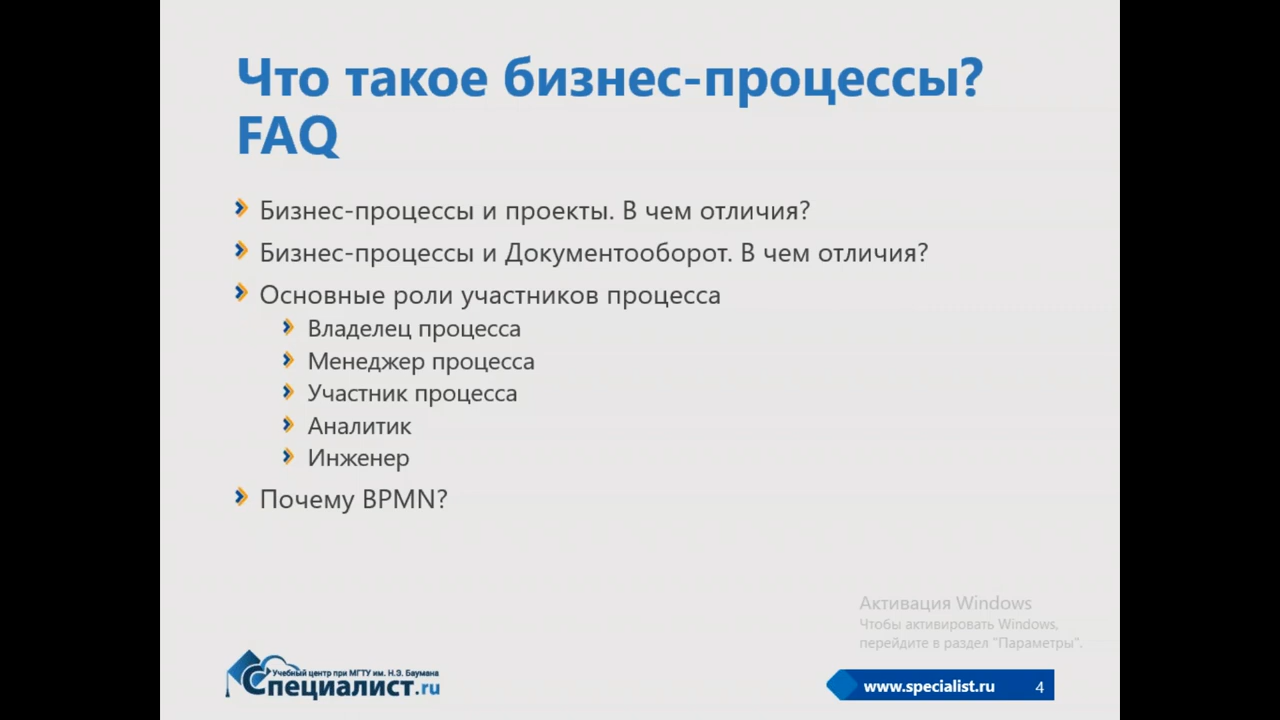 Что такое бизнес-процессы?
FAQ
Бизнес-процессы и проекты. В чем отличия?
Бизнес-процессы и Документооборот. В чем отличия?
Основные роли участников процесса
Владелец процесса
Менеджер процесса
Участник процесса
Аналитик
Инженер
Почему BPMN?
Активация Windows
Чтобы активировать Windows,
перейдите в раздел "Параметры".
Учебный центр при МГТУ им. Н.Э. Баумана
Специалист.ru
www.specialist.ru 4